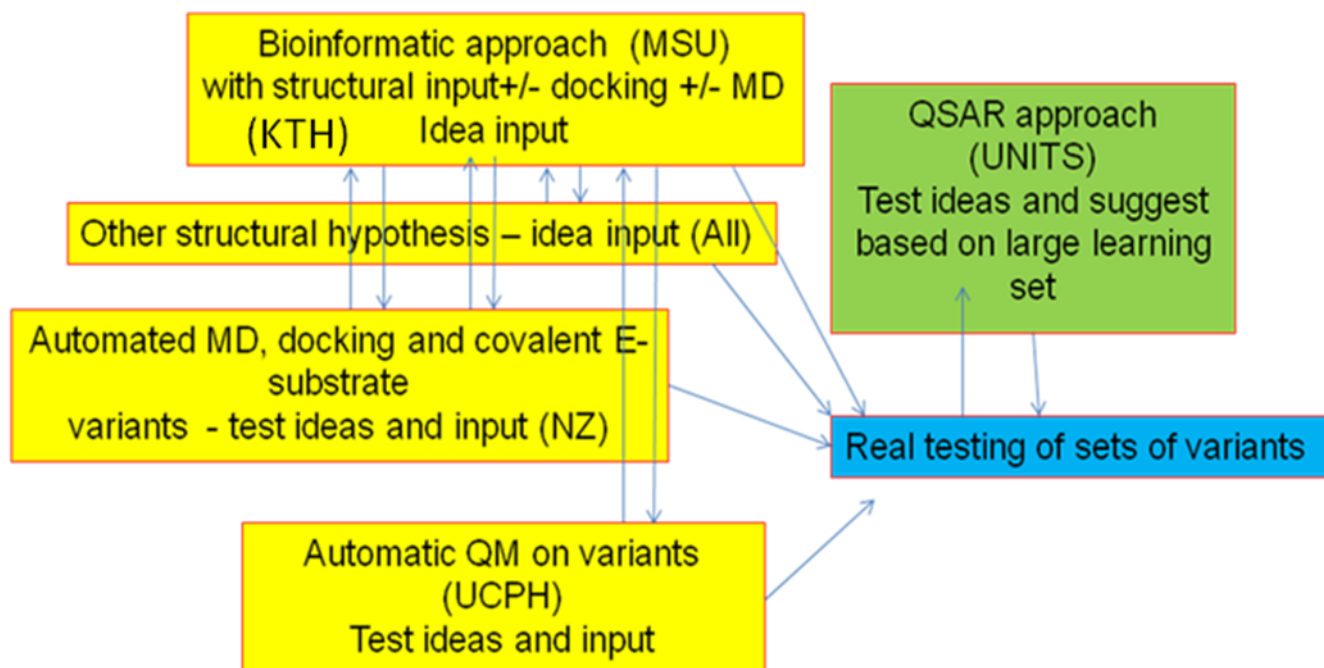 Bioinformatic approach (MSU)
with structural input+/- docking +/- MD
(KTH) Idea input
Other structural hypothesis – idea input (All)
Automated MD, docking and covalent E-
substrate
variants - test ideas and input (NZ)
Automatic QM on variants
(UCPH)
Test ideas and input
QSAR approach
(UNITS)
Test ideas and suggest
based on large learning
set
Real testing of sets of variants